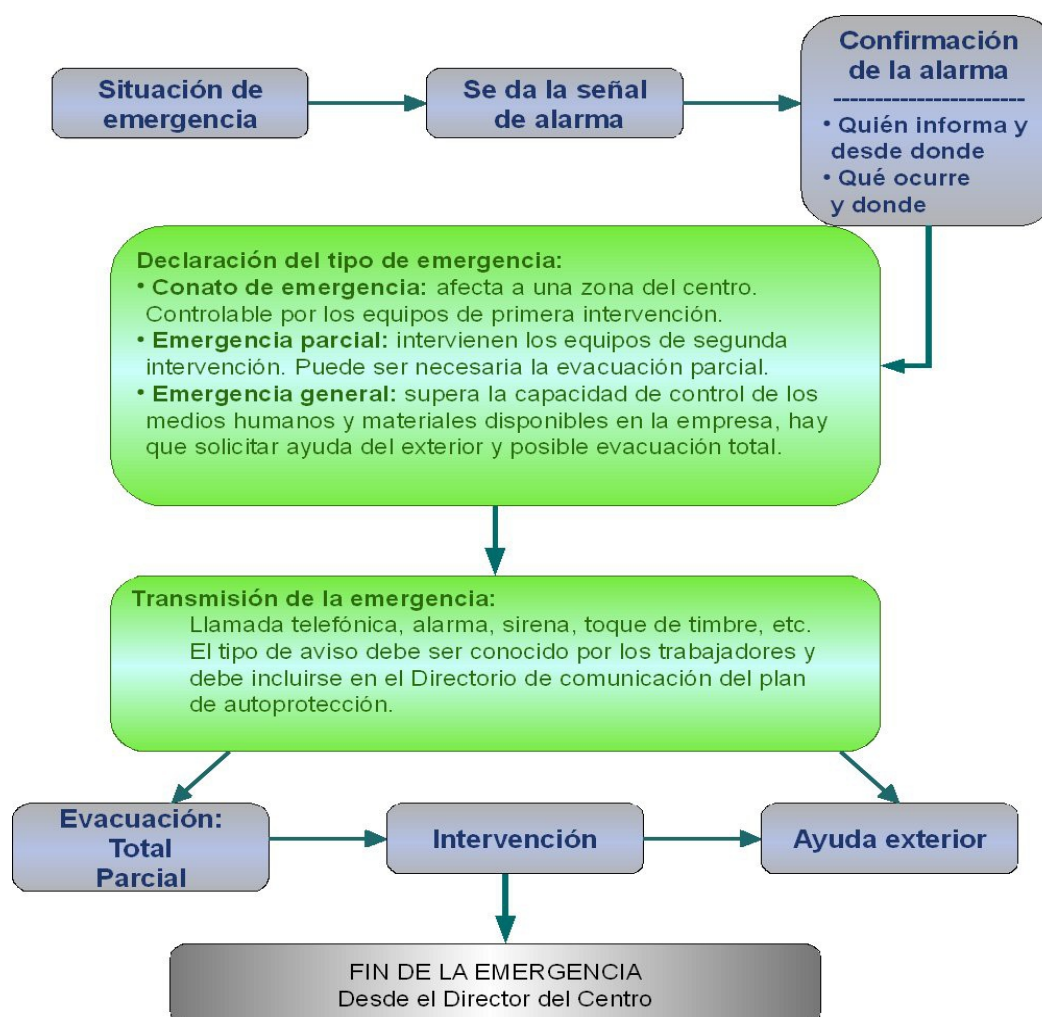 Situación de
emergencia
Se da la señal
de alarma
Confirmación
de la alarma
------------------------
• Quién informa y
desde donde
• Qué ocurre
y donde
Declaración del tipo de emergencia:
• Conato de emergencia: afecta a una zona del centro.
Controlable por los equipos de primera intervención.
• Emergencia parcial: intervienen los equipos de segunda
intervención. Puede ser necesaria la evacuación parcial.
• Emergencia general: supera la capacidad de control de los
medios humanos y materiales disponibles en la empresa, hay
que solicitar ayuda del exterior y posible evacuación total.
Transmisión de la emergencia:
Llamada telefónica, alarma, sirena, toque de timbre, etc.
El tipo de aviso debe ser conocido por los trabajadores y
debe incluirse en el Directorio de comunicación del plan
de autoprotección.
Evacuación:
Total
Parcial
Intervención
Ayuda exterior
FIN DE LA EMERGENCIA
Desde el Director del Centro